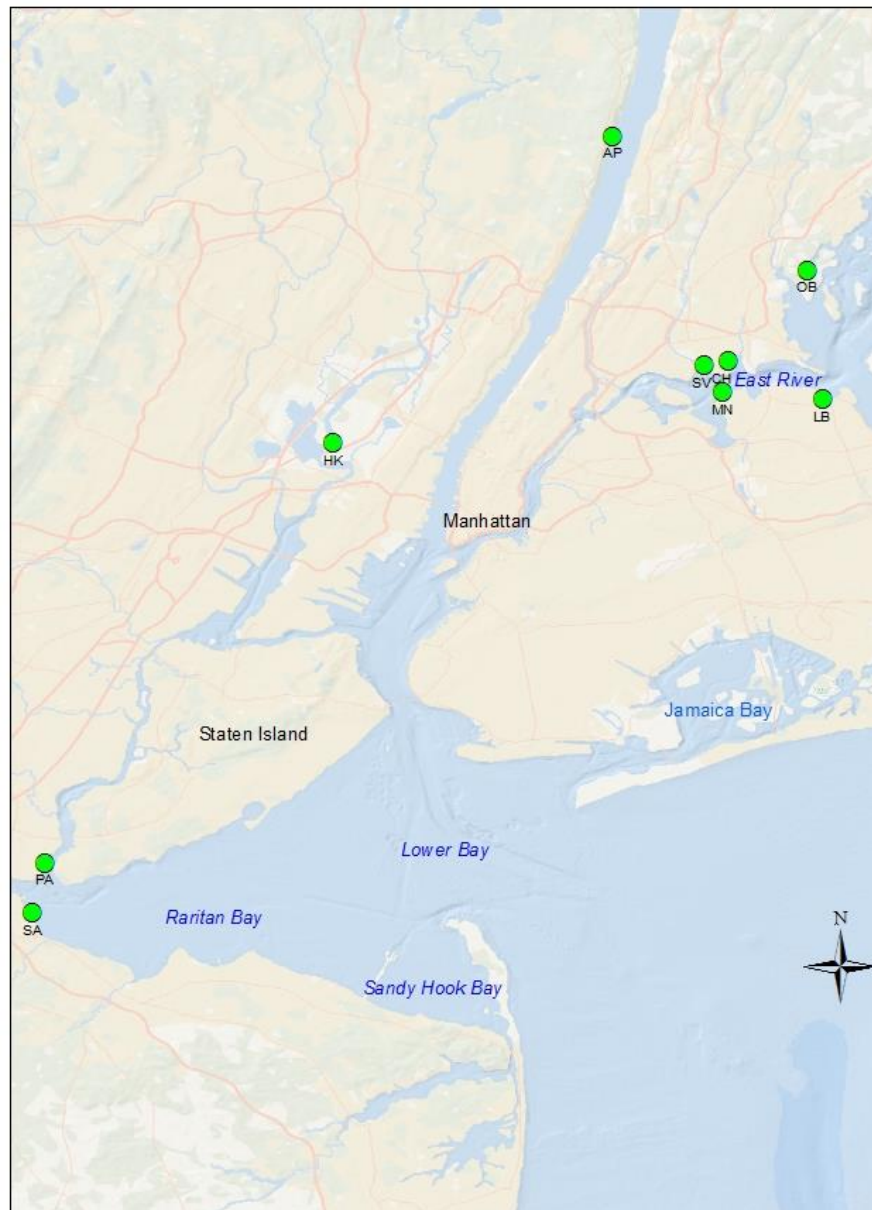 AP
OB
SV
CH
East River
MN
LB
HK
Manhattan
Jamaica Bay
Staten Island
Lower Bay
PA
SA
Raritan Bay
N
Sandy Hook Bay